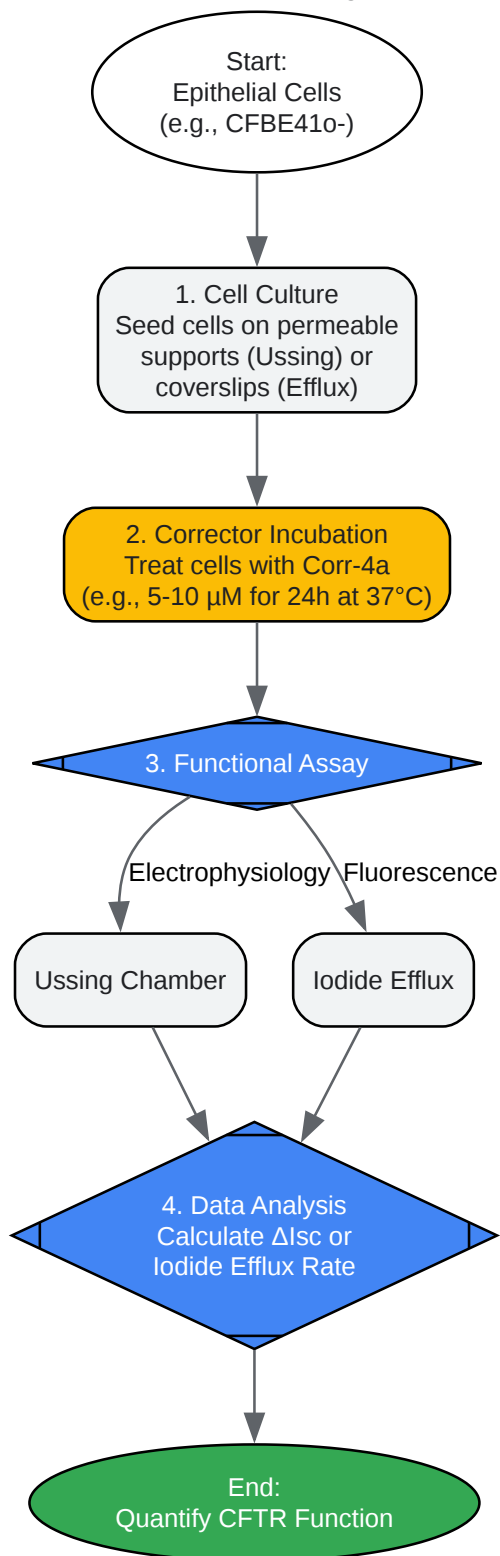 Start:
Epithelial Cells
(e.g., CFBE41o-)
1. Cell Culture
Seed cells on permeable
supports (Ussing) or
coverslips (Efflux)
2. Corrector Incubation
Treat cells with Corr-4a
(e.g., 5-10 µM for 24h at 37°C)
3. Functional Assay
Electrophysiology
Fluorescence
Ussing Chamber
Iodide Efflux
4. Data Analysis
Calculate ΔIsc or
Iodide Efflux Rate
End:
Quantify CFTR Function